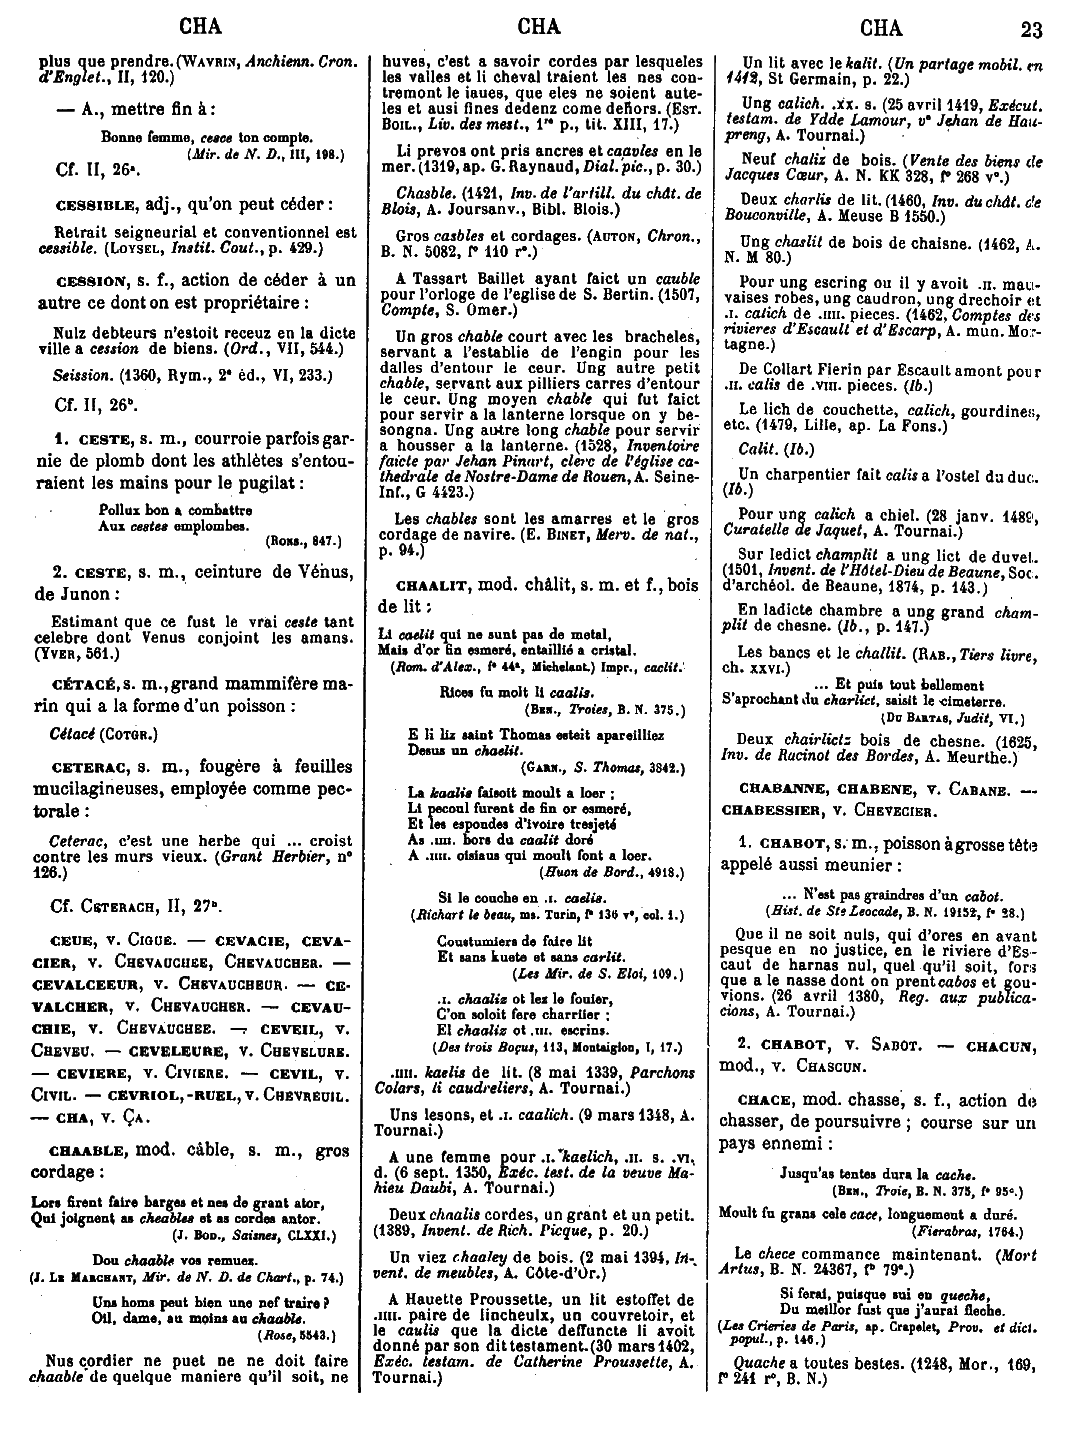 CHA
CHA
CHA
23
plus que prendre. (WAVRIN, Anchienn. Cron.
d'Englet., II, 120.)
— A., mettre fin à :
Bonne femme, cesce ton compte.
(Mir. de N. D., III, 198.)
Cf. II, 26ª.
CESSIBLE, adj., qu'on peut céder :
Retrait seigneurial et conventionnel est
cessible. (LOYSEL, Instit. Cout., p. 429.)
CESSION, s. f., action de céder à un
autre ce dont on est propriétaire :
Nulz debteurs n'estoit receuz en la dicte
ville a cession de biens. (Ord., VII, 544.)
Seission. (1360, Rym., 2ª éd., VI, 233.)
Cf. II, 26ᵇ.
1. CESTE, s. m., courroie parfois gar-
nie de plomb dont les athlètes s'entou-
raient les mains pour le pugilat :
Pollux bon a combattre
Aux cestes emplombes.
(RONS., 847.)
2. CESTE, s. m., ceinture de Vénus,
de Junon :
Estimant que ce fust le vrai ceste tant
celebre dont Venus conjoint les amans.
(YVER, 561.)
CÉTACÉ, s. m., grand mammifère ma-
rin qui a la forme d'un poisson :
Cétacé (COTGR.)
CETERAC, s. m., fougère à feuilles
mucilagineuses, employée comme pec-
torale :
Ceterac, c'est une herbe qui ... croist
contre les murs vieux. (Grant Herbier, nº
126.)
Cf. CETERACH, II, 27ᵇ.
CEUE, v. CIGUE. — CEVACIE, CEVA-
CIER, v. CHEVAUCHEE, CHEVAUCHER. —
CEVALCEEUR, v. CHEVAUCHEUR. — CE-
VALCHER, v. CHEVAUCHER. — CEVAU-
CHIE, v. CHEVAUCHEE. — CEVEIL, v.
CHEVEU. — CEVELEURE, v. CHEVELURE.
— CEVIERE, v. CIVIERE. — CEVIL, v.
CIVIL. — CEVRIOL, -RUEL, v. CHEVREUIL.
— CHA, v. ÇA.
CHAABLE, mod. câble, s. m., gros
cordage :
Lors firent faire barges et nes de grant ator,
Qui joignent as cheables et as cordes antor.
(J. BOD., Saisnes, CLXXI.)
Dou chaable vos remuez.
(J. LE MARCHANT, Mir. de N. D. de Chart., p. 74.)
Uns homs peut bien une nef traire ?
Oïl, dame, au moins au chaable.
(Rose, 5543.)
Nus cordier ne puet ne ne doit faire
chaable de quelque maniere qu'il soit, ne
huves, c'est a savoir cordes par lesqueles
les valles et li cheval traient les nes con-
tremont le iaues, que eles ne soient aute-
les et ausi fines dedenz come defiors. (EST.
BOIL., Liv. des mest., 1ʳᵉ p., tit. XIII, 17.)
Li prevos ont pris ancres et caavles en le
mer. (1319, ap. G. Raynaud, Dial. pic., p. 30.)
Chasble. (1421, Inv. de l'artill. du chât. de
Blois, A. Joursanv., Bibl. Blois.)
Gros casbles et cordages. (AUTON, Chron.,
B. N. 5082, fº 110 rº.)
A Tassart Baillet ayant faict un cauble
pour l'orloge de l'eglise de S. Bertin. (1507,
Compte, S. Omer.)
Un gros chable court avec les bracheles,
servant a l'establie de l'engin pour les
dalles d'entour le ceur. Ung autre petit
chable, servant aux pilliers carres d'entour
le ceur. Ung moyen chable qui fut faict
pour servir a la lanterne lorsque on y be-
songna. Ung autre long chable pour servir
a housser a la lanterne. (1528, Inventoire
faicte par Jehan Pinart, clerc de l'église ca-
thedrale de Nostre-Dame de Rouen, A. Seine-
Inf., G 4423.)
Les chables sont les amarres et le gros
cordage de navire. (E. BINET, Merv. de nat.,
p. 94.)
CHAALIT, mod. châlit, s. m. et f., bois
de lit :
Li caelit qui ne sunt pas de metal,
Mais d'or fin esmeré, entaillié a cristal.
(Rom. d'Alex., fº 44ª, Michelant.) Impr., caclit.
Rices fu molt li caalis.
(BEN., Troies, B. N. 375.)
E li liz saint Thomas esteit apareilliez
Desus un chaelit.
(GARN., S. Thomas, 3842.)
La kaalis faisoit moult a loer ;
Li pecoul furent de fin or esmeré,
Et les espondes d'ivoire tresjeté
As .IIII. bors du caalit doré
A .IIII. oisiaus qui moult font a loer.
(Huon de Bord., 4918.)
Si le couche en .I. caelis.
(Richart le beau, ms. Turin, fº 136 vº, col. 1.)
Coustumiers de faire lit
Et sans kuete et sans carlit.
(Les Mir. de S. Eloi, 109.)
.I. chaaliz ot lez le fouier,
C'on soloit fere charrlier ;
El chaaliz ot .III. escrins.
(Des trois Boçus, 113, Montaiglon, I, 17.)
.IIII. kaelis de lit. (8 mai 1339, Parchons
Colars, li caudreliers, A. Tournai.)
Uns lesons, et .I. caalich. (9 mars 1348, A.
Tournai.)
A une femme pour .I. kaelich, .II. s. .VI.
d. (6 sept. 1350, Exéc. test. de la veuve Ma-
hieu Daubi, A. Tournai.)
Deux chaalis cordes, un grant et un petit.
(1389, Invent. de Rich. Picque, p. 20.)
Un viez chaaley de bois. (2 mai 1394, In-
vent. de meubles, A. Côte-d'Or.)
A Hauette Proussette, un lit estoffet de
.IIII. paire de lincheulx, un couvretoir, et
le caulis que la dicte deffuncte li avoit
donné par son dit testament. (30 mars 1402,
Exéc. testam. de Catherine Proussette, A.
Tournai.)
Un lit avec le kalit. (Un partage mobil. en
1412, St Germain, p. 22.)
Ung calich. .XX. s. (25 avril 1419, Exécut.
testam. de Ydde Lamour, vº Jehan de Hau-
preng, A. Tournai.)
Neuf chaliz de bois. (Vente des biens de
Jacques Cœur, A. N. KK 328, fº 268 vº.)
Deux charlis de lit. (1460, Inv. du chât. de
Bouconville, A. Meuse B 1550.)
Ung chaslit de bois de chaisne. (1462, A.
N. M 80.)
Pour ung escring ou il y avoit .II. mau-
vaises robes, ung caudron, ung drechoir et
.I. calich de .IIII. pieces. (1462, Comptes des
rivieres d'Escault et d'Escarp, A. mun. Mor-
tagne.)
De Collart Fierin par Escault amont pour
.II. calis de .VIII. pieces. (Ib.)
Le lich de couchette, calich, gourdines,
etc. (1479, Lille, ap. La Fons.)
Calit. (Ib.)
Un charpentier fait calis a l'ostel du duc.
(Ib.)
Pour ung calich a chiel. (28 janv. 1489,
Curatelle de Jaquet, A. Tournai.)
Sur ledict champlit a ung lict de duvel.
(1501, Invent. de l'Hôtel-Dieu de Beaune, Soc.
d'archéol. de Beaune, 1874, p. 143.)
En ladicte chambre a ung grand cham-
plit de chesne. (Ib., p. 147.)
Les bancs et le challit. (RAB., Tiers livre,
ch. XXVI.)
... Et puis tout bellement
S'aprochant du charlict, saisit le cimeterre.
(DU BARTAS, Judit, VI.)
Deux chairlictz bois de chesne. (1625,
Inv. de Racinot des Bordes, A. Meurthe.)
CHABANNE, CHABENE, v. CABANE. —
CHABESSIER, v. CHEVECIER.
1. CHABOT, s. m., poisson à grosse tête
appelé aussi meunier :
... N'est pas graindres d'un cabot.
(Hist. de Ste Leocade, B. N. 19152, fº 28.)
Que il ne soit nuls, qui d'ores en avant
pesque en no justice, en le riviere d'Es-
caut de harnas nul, quel qu'il soit, fors
que a le nasse dont on prent cabos et gou-
vions. (26 avril 1380, Reg. aux publica-
cions, A. Tournai.)
2. CHABOT, v. SABOT. — CHACUN,
mod., v. CHASCUN.
CHACE, mod. chasse, s. f., action de
chasser, de poursuivre ; course sur un
pays ennemi :
Jusqu'as tentes dura la cache.
(BEN., Troie, B. N. 375, fº 95ᶜ.)
Moult fu grans cele cace, longuement a duré.
(Fierabras, 1764.)
Le chece commance maintenant. (Mort
Artus, B. N. 24367, fº 79ª.)
Si ferai, puisque sui en queche,
Du meillor fust que j'aurai fleche.
(Les Crieries de Paris, ap. Crapelet, Prov. et dict.
popul., p. 146.)
Quache a toutes bestes. (1248, Mor., 169,
fº 241 rº, B. N.)